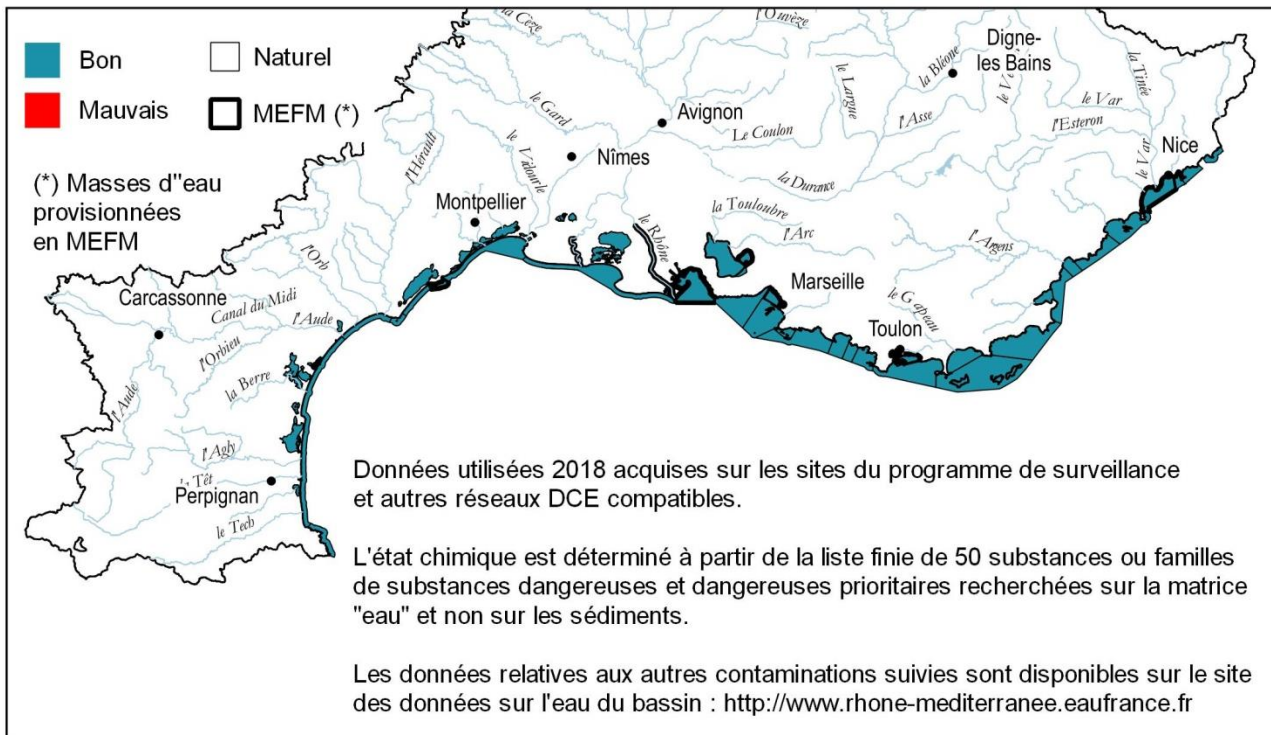 Bon
Naturel
Mauvais
MEFM (*)
(*) Masses d"eau
provisionnées
en MEFM
la Cèze
l'Ouvèze
Digne-
les Bains
la Bléone
la Tinée
le Largue
le Gard
Avignon
le Var
Le Coulon
l'Asse
l'Esteron
l'Hérault
le Vidourle
Nîmes
le Var
Nice
la Durance
Montpellier
la Touloubre
le Rhône
l'Arc
l'Argens
l'Orb
Marseille
Carcassonne
Canal du Midi
le Gapeau
l'Aude
Toulon
l'Orbieu
la Berre
l'Aude
l'Agly
Têt
Perpignan
le Tech
Données utilisées 2018 acquises sur les sites du programme de surveillance
et autres réseaux DCE compatibles.
L'état chimique est déterminé à partir de la liste finie de 50 substances ou familles
de substances dangereuses et dangereuses prioritaires recherchées sur la matrice
"eau" et non sur les sédiments.
Les données relatives aux autres contaminations suivies sont disponibles sur le site
des données sur l'eau du bassin : http://www.rhone-mediterranee.eaufrance.fr